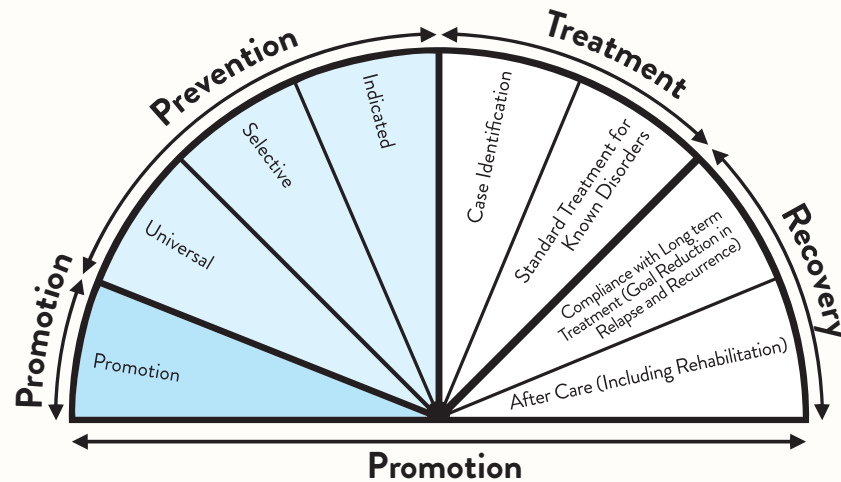 Promotion
Prevention
Treatment
Recovery
Promotion
Universal
Selective
Indicated
Case Identification
Standard Treatment for
Known Disorders
Compliance with Long term
Treatment (Goal Reduction in
Relapse and Recurrence)
After Care (Including Rehabilitation)
Promotion